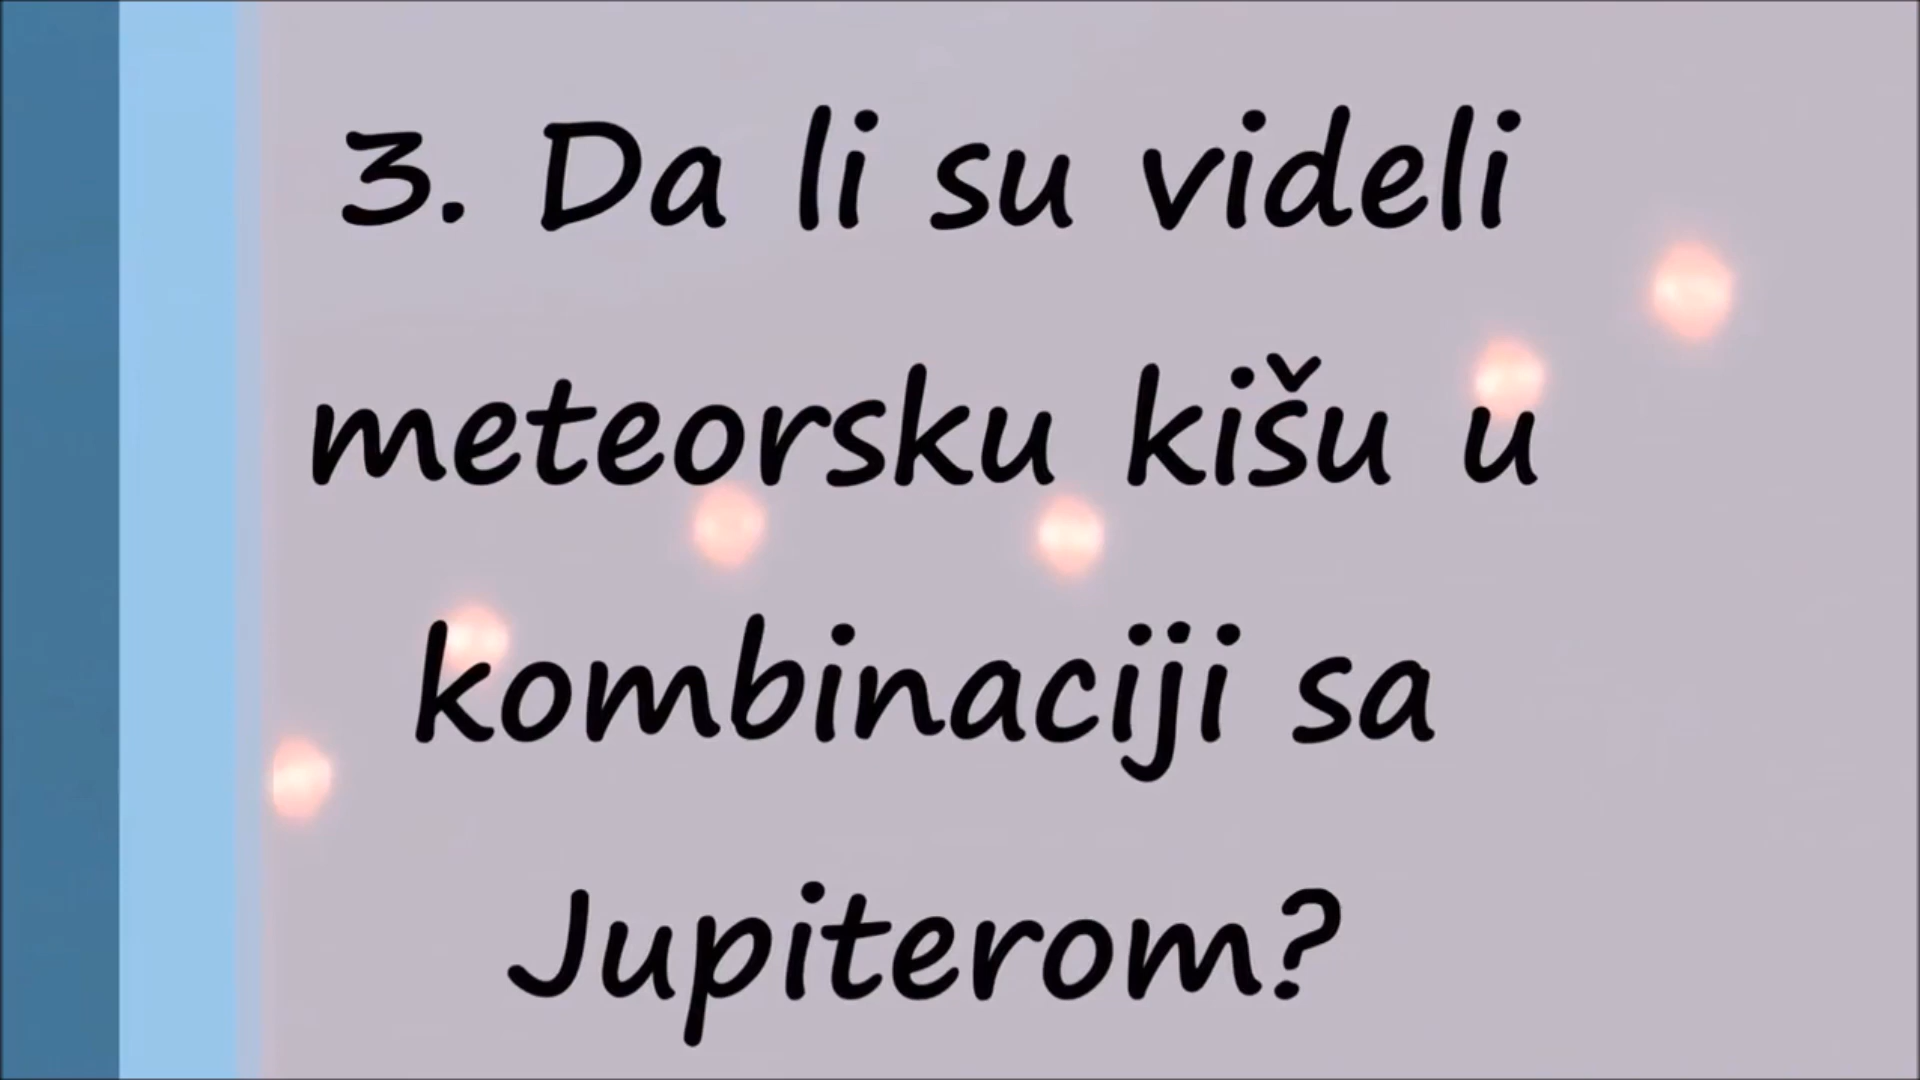 3. Da li su videli
meteorsku kišu u
kombinaciji sa
Jupiterom?